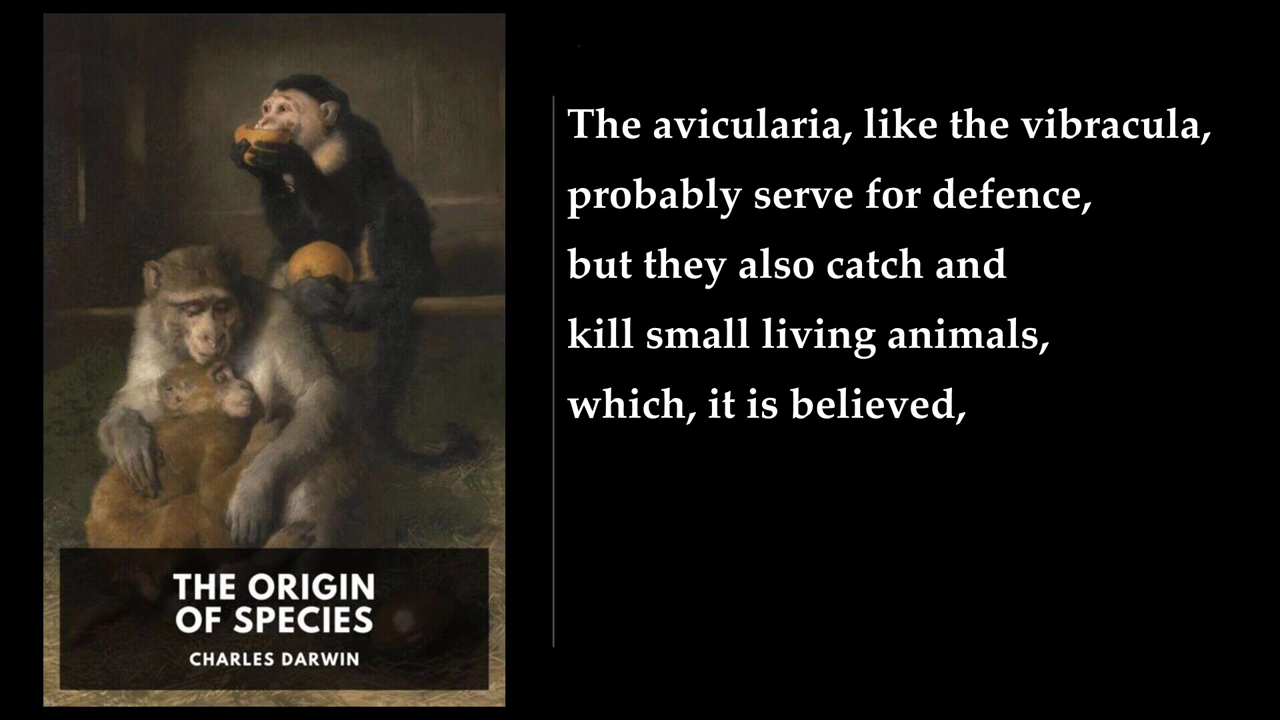 The avicularia, like the vibracula,
probably serve for defence,
but they also catch and
kill small living animals,
which, it is believed,
THE ORIGIN
OF SPECIES
CHARLES DARWIN